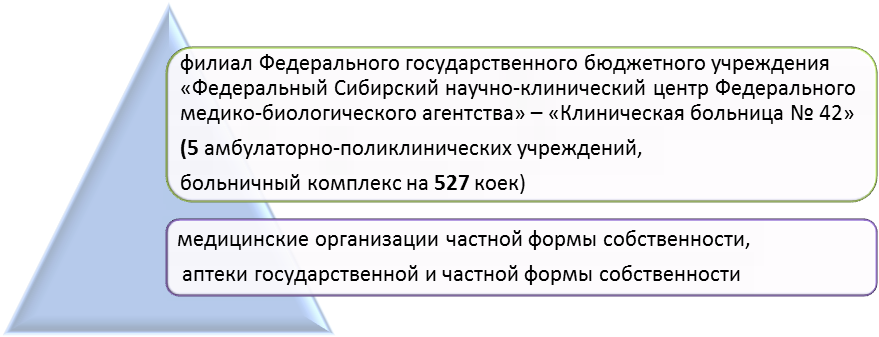 филиал Федерального государственного бюджетного учреждения
«Федеральный Сибирский научно-клинический центр Федерального
медико-биологического агентства» – «Клиническая больница № 42»
(5 амбулаторно-поликлинических учреждений,
больничный комплекс на 527 коек)
медицинские организации частной формы собственности,
аптеки государственной и частной формы собственности